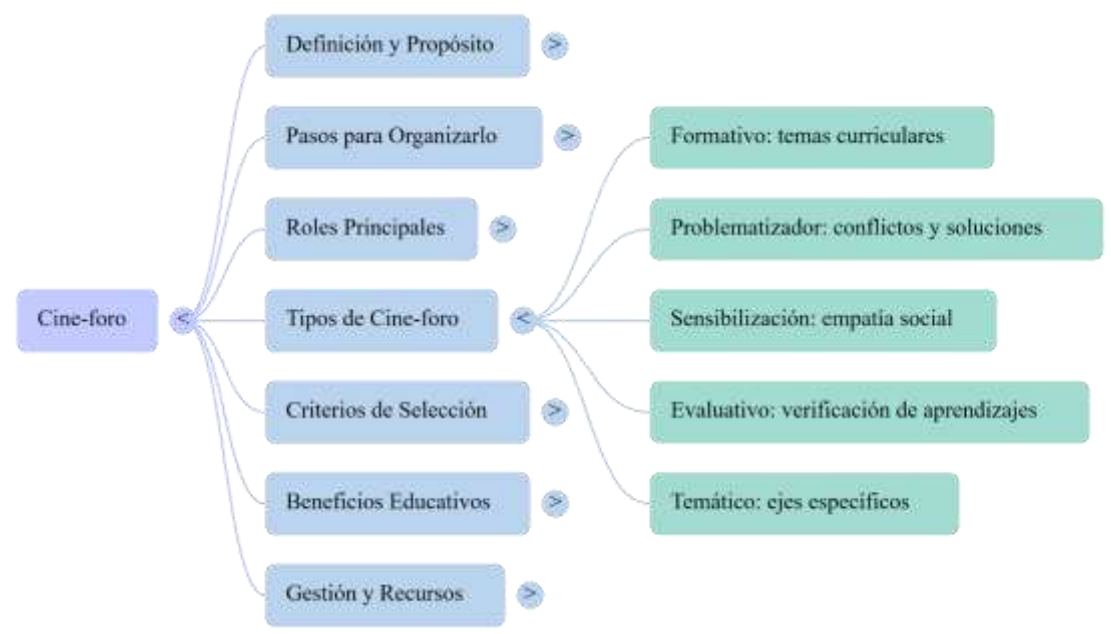 Cine-foro
Definición y Propósito
Pasos para Organizarlo
Roles Principales
Tipos de Cine-foro
Formativo: temas curriculares
Problematizador: conflictos y soluciones
Sensibilización: empatía social
Evaluativo: verificación de aprendizajes
Temático: ejes específicos
Criterios de Selección
Beneficios Educativos
Gestión y Recursos